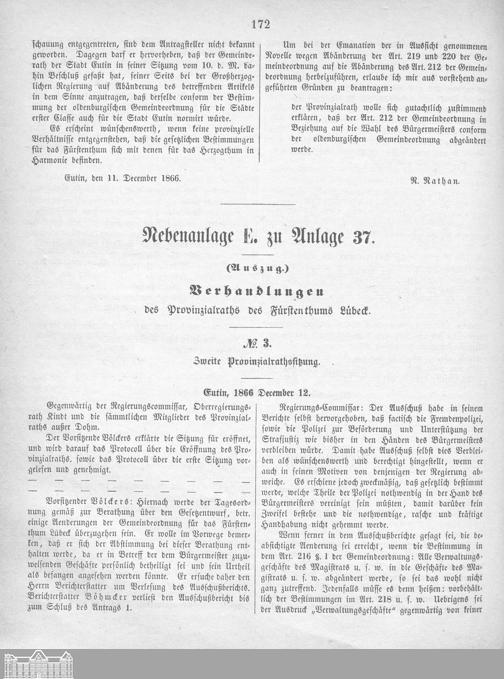 172
schauung entgegentreten, sind dem Antragsteller nicht bekannt
geworden. Dagegen darf er hervorheben, daß der Gemeinde-
rath der Stadt Eutin in seiner Sitzung vom 10. d. M. da-
hin Beschluß gefaßt hat, seiner Seits bei der Großherzog-
lichen Regierung auf Abänderung des betreffenden Artikels
in dem Sinne anzutragen, daß derselbe conform der Bestim-
mung der oldenburgischen Gemeindeordnung für die Städte
erster Classe auch für die Stadt Eutin normirt würde.
Es erscheint wünschenswerth, wenn keine provinzielle
Verhältnisse entgegenstehen, daß die gesetzlichen Bestimmungen
für das Fürstenthum sich mit denen für das Herzogthum in
Harmonie befinden.
Eutin, den 11. December 1866.
Um bei der Emanation der in Aussicht genommenen
Novelle wegen Abänderung der Art. 219 und 220 der Ge-
meindeordnung auch die Abänderung des Art. 212 der Gemein-
deordnung herbeizuführen, erlaube ich mir aus vorstehend an-
geführten Gründen zu beantragen:
der Provinzialrath wolle sich gutachtlich zustimmend
erklären, daß der Art. 212 der Gemeindeordnung in
Beziehung auf die Wahl des Bürgermeisters conform
der oldenburgischen Gemeindeordnung abgeändert
werde.
R. Nathan.
Nebenanlage E. zu Anlage 37.
(Auszug.)
Verhandlungen
des Provinzialraths des Fürstenthums Lübeck.
№ 3.
Zweite Provinzialrathssitzung.
Eutin, 1866 December 12.
Gegenwärtig der Regierungscommissar, Oberregierungs-
rath Kindt und die sämmtlichen Mitglieder des Provinzial-
raths außer Dohm.
Der Vorsitzende Völckers erklärte die Sitzung für eröffnet,
und wird darauf das Protocoll über die Eröffnung des Pro-
vinzialraths, sowie das Protocoll über die erste Sitzung vor-
gelesen und genehmigt.
— — — — — — — — — —
— — — — — — — — — —
Vorsitzender Völckers: Hiernach werde der Tagesord-
nung gemäß zur Berathung über den Gesetzentwurf, betr.
einige Aenderungen der Gemeindeordnung für das Fürsten-
thum Lübeck überzugehen sein. Er wolle im Vorwege bemer-
ken, daß er sich der Abstimmung bei dieser Berathung ent-
halten werde, da er in Betreff der dem Bürgermeister zuzu-
weisenden Geschäfte persönlich betheiligt sei und sein Urtheil
als befangen angesehen werden könnte. Er ersuche daher den
Herrn Berichterstatter um Verlesung des Ausschußberichts.
Berichterstatter Böhmcker verliest den Ausschußbericht bis
zum Schluß des Antrags 1.
Regierungs-Commissar: Der Ausschuß habe in seinem
Berichte selbst hervorgehoben, daß factisch die Fremdenpolizei,
sowie die Polizei zur Beförderung und Unterstützung der
Strafjustiz wie bisher in den Händen des Bürgermeisters
verbleiben würde. Damit habe Ausschuß selbst dies Verblei-
ben als wünschenswerth und berechtigt hingestellt, wenn er
auch in seinen Motiven von denjenigen der Regierung ab-
weiche. Es erschiene jedoch zweckmäßig, daß gesetzlich bestimmt
werde, welche Theile der Polizei nothwendig in der Hand des
Bürgermeisters vereinigt sein müßten, damit darüber kein
Zweifel bestehe und die nothwendige, rasche und kräftige
Handhabung nicht gehemmt werde.
Wenn ferner in dem Ausschußberichte gesagt sei, die be-
absichtigte Aenderung sei erreicht, wenn die Bestimmung in
dem Art. 216 § 1 der Gemeindeordnung: Alle Verwaltungs-
geschäfte des Magistrats u. s. w. in die Geschäfte des Ma-
gistrats u. s. w. abgeändert werde, so sei das wohl nicht
ganz zutreffend. Jedenfalls müsse es denn heißen: vorbehält-
lich der Bestimmungen im Art. 218 u. s. w. Uebrigens sei
der Ausdruck „Verwaltungsgeschäfte" gegenwärtig von keiner